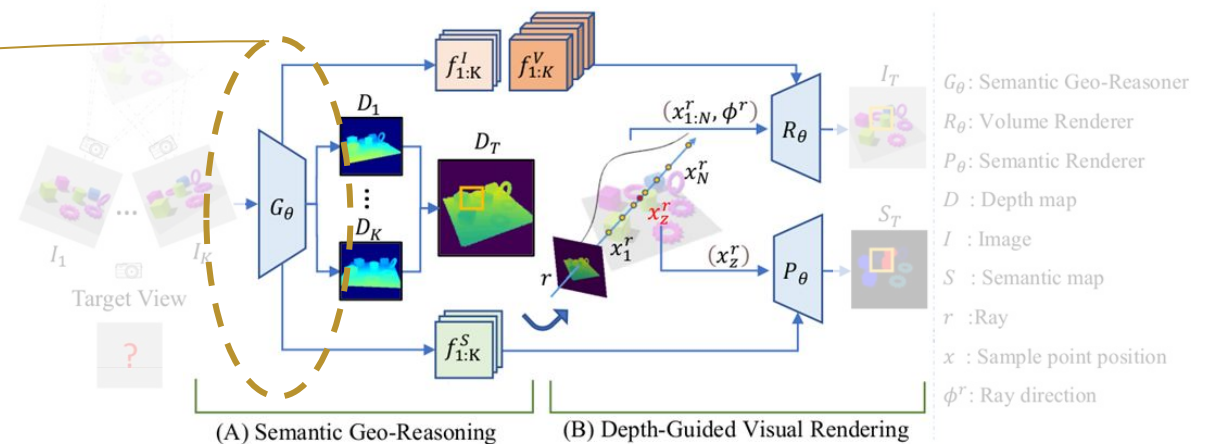 I_1
...
I_K
Target View
?
G_θ
f^I_{1:K}
f^V_{1:K}
D_1
...
D_K
D_T
f^S_{1:K}
r
x^r_1
x^r_z
x^r_N
(x^r_{1:N}, ϕ^r)
(x^r_z)
R_θ
P_θ
I_T
S_T
G_θ: Semantic Geo-Reasoner
R_θ: Volume Renderer
P_θ: Semantic Renderer
D : Depth map
I : Image
S : Semantic map
r :Ray
x : Sample point position
ϕ^r: Ray direction
(A) Semantic Geo-Reasoning
(B) Depth-Guided Visual Rendering